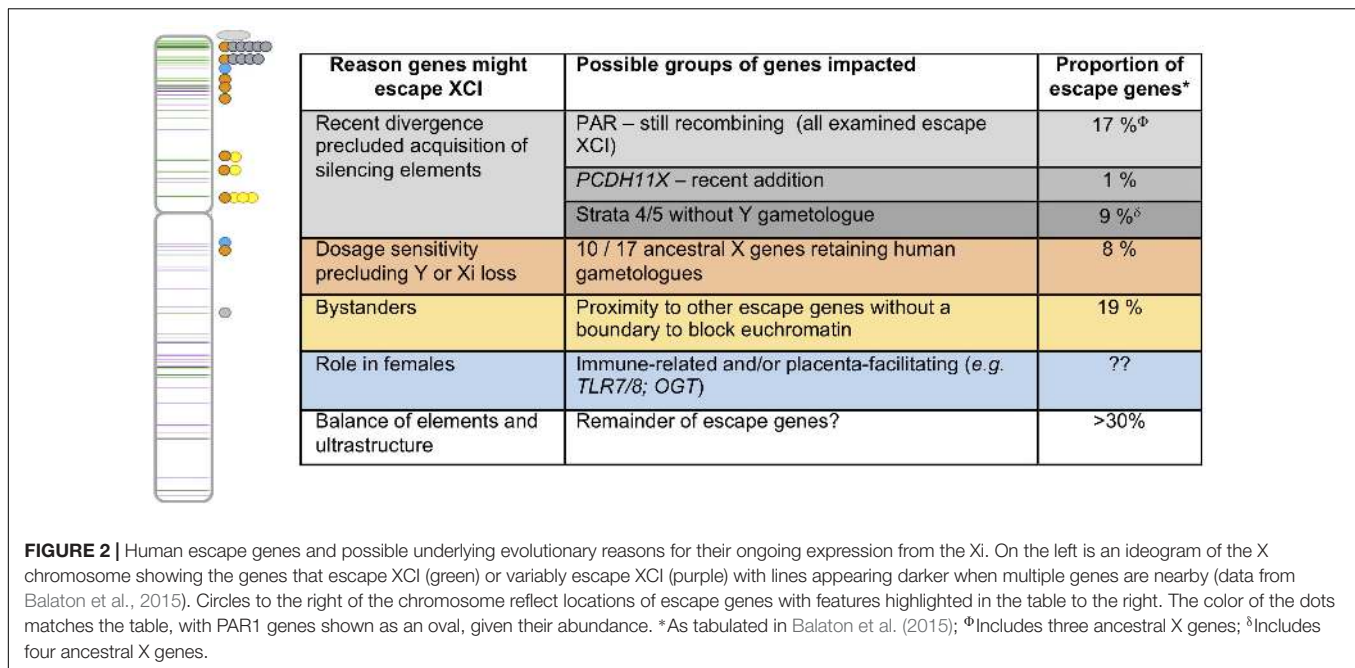 Reason genes might escape XCI
Possible groups of genes impacted
Proportion of escape genes*
Recent divergence precluded acquisition of silencing elements
PAR – still recombining (all examined escape XCI)
17 %Φ
PCDH11X – recent addition
1 %
Strata 4/5 without Y gametologue
9 %δ
Dosage sensitivity precluding Y or Xi loss
10 / 17 ancestral X genes retaining human gametologues
8 %
Bystanders
Proximity to other escape genes without a boundary to block euchromatin
19 %
Role in females
Immune-related and/or placenta-facilitating (e.g. TLR7/8; OGT)
??
Balance of elements and ultrastructure
Remainder of escape genes?
>30%
FIGURE 2 | Human escape genes and possible underlying evolutionary reasons for their ongoing expression from the Xi. On the left is an ideogram of the X
chromosome showing the genes that escape XCI (green) or variably escape XCI (purple) with lines appearing darker when multiple genes are nearby (data from
Balaton et al., 2015). Circles to the right of the chromosome reflect locations of escape genes with features highlighted in the table to the right. The color of the dots
matches the table, with PAR1 genes shown as an oval, given their abundance. *As tabulated in Balaton et al. (2015); ΦIncludes three ancestral X genes; δIncludes
four ancestral X genes.